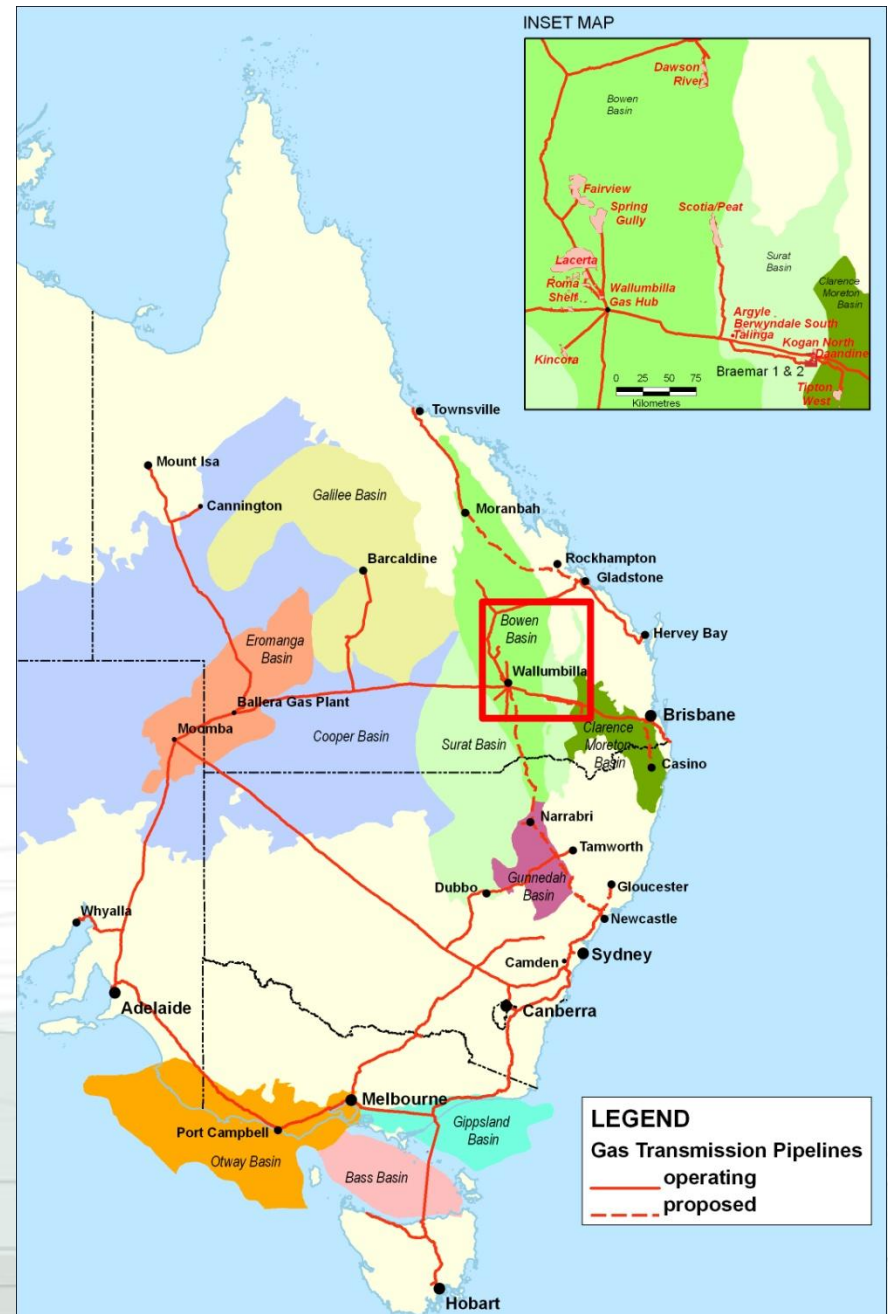 INSET MAP
Dawson
River
Bowen
Basin
Fairview
Spring
Gully
Scotia/Peat
Lacerta
Surat
Basin
Clarence
Moreton
Basin
Roma
Shelf
Wallumbilla
Gas Hub
Argyle
Berwyndale South
Talinga
Kogan North
Daandine
Kincora
Braemar 1 & 2
Tipton
West
0 25 50 75
Kilometres
Townsville
Mount Isa
Cannington
Galilee Basin
Moranbah
Barcaldine
Rockhampton
Gladstone
Bowen
Basin
Hervey Bay
Eromanga
Basin
Wallumbilla
Ballera Gas Plant
Brisbane
Moomba
Cooper Basin
Surat Basin
Clarence
Moreton
Basin
Casino
Narrabri
Tamworth
Gunnedah
Basin
Dubbo
Gloucester
Whyalla
Newcastle
Camden
Sydney
Adelaide
Canberra
Melbourne
Port Campbell
Gippsland
Basin
Otway Basin
Bass Basin
Hobart
LEGEND
Gas Transmission Pipelines
operating
proposed